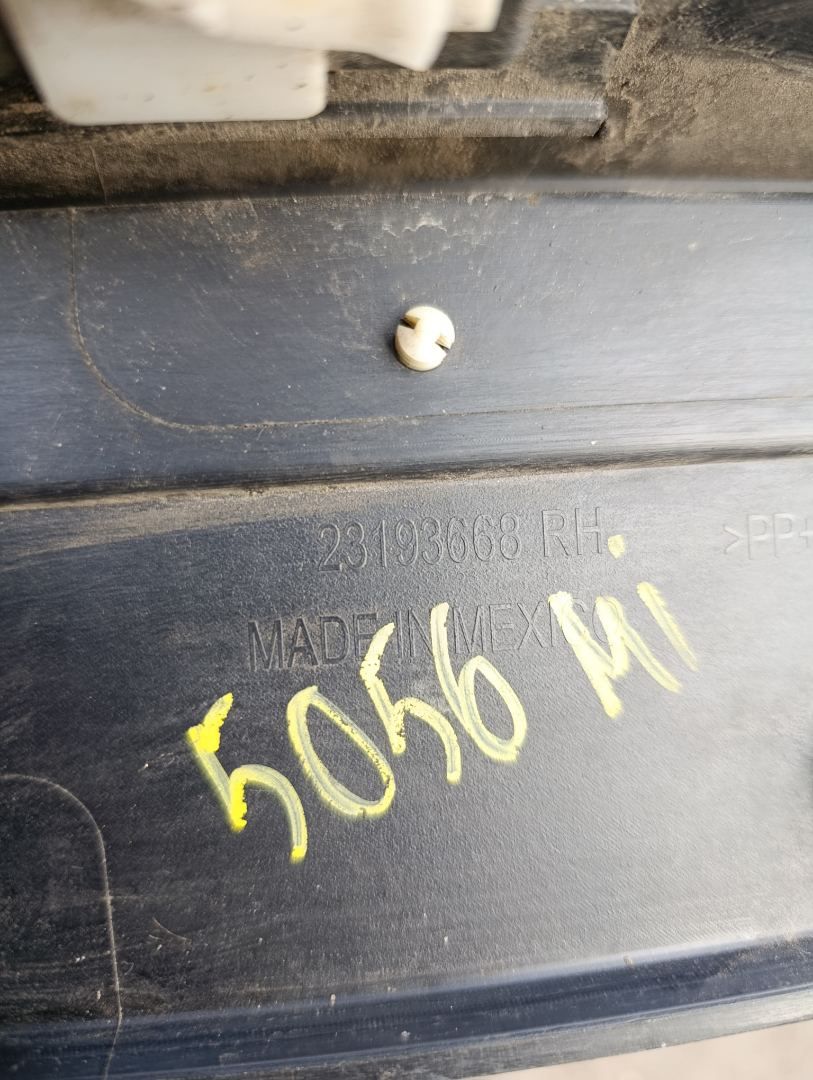 23193668 RH
>PP+
MADE IN MEXICO
5056 Mi